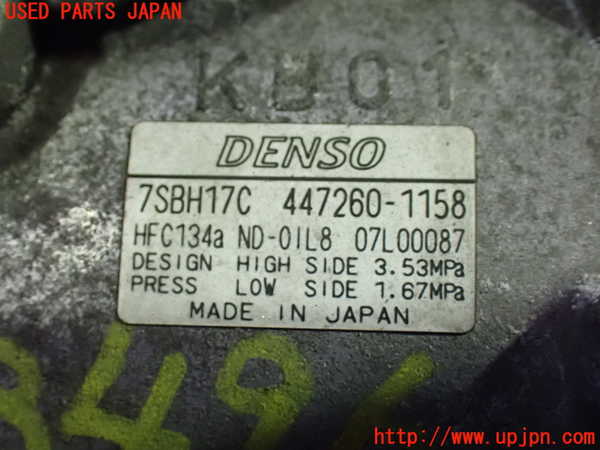 USED PARTS JAPAN
KB01
DENSO
7SBH17C 447260-1158
HFC134a ND-OIL8 07L00087
DESIGN HIGH SIDE 3.53MPa
PRESS LOW SIDE 1.67MPa
MADE IN JAPAN
http://www.upjpn.com